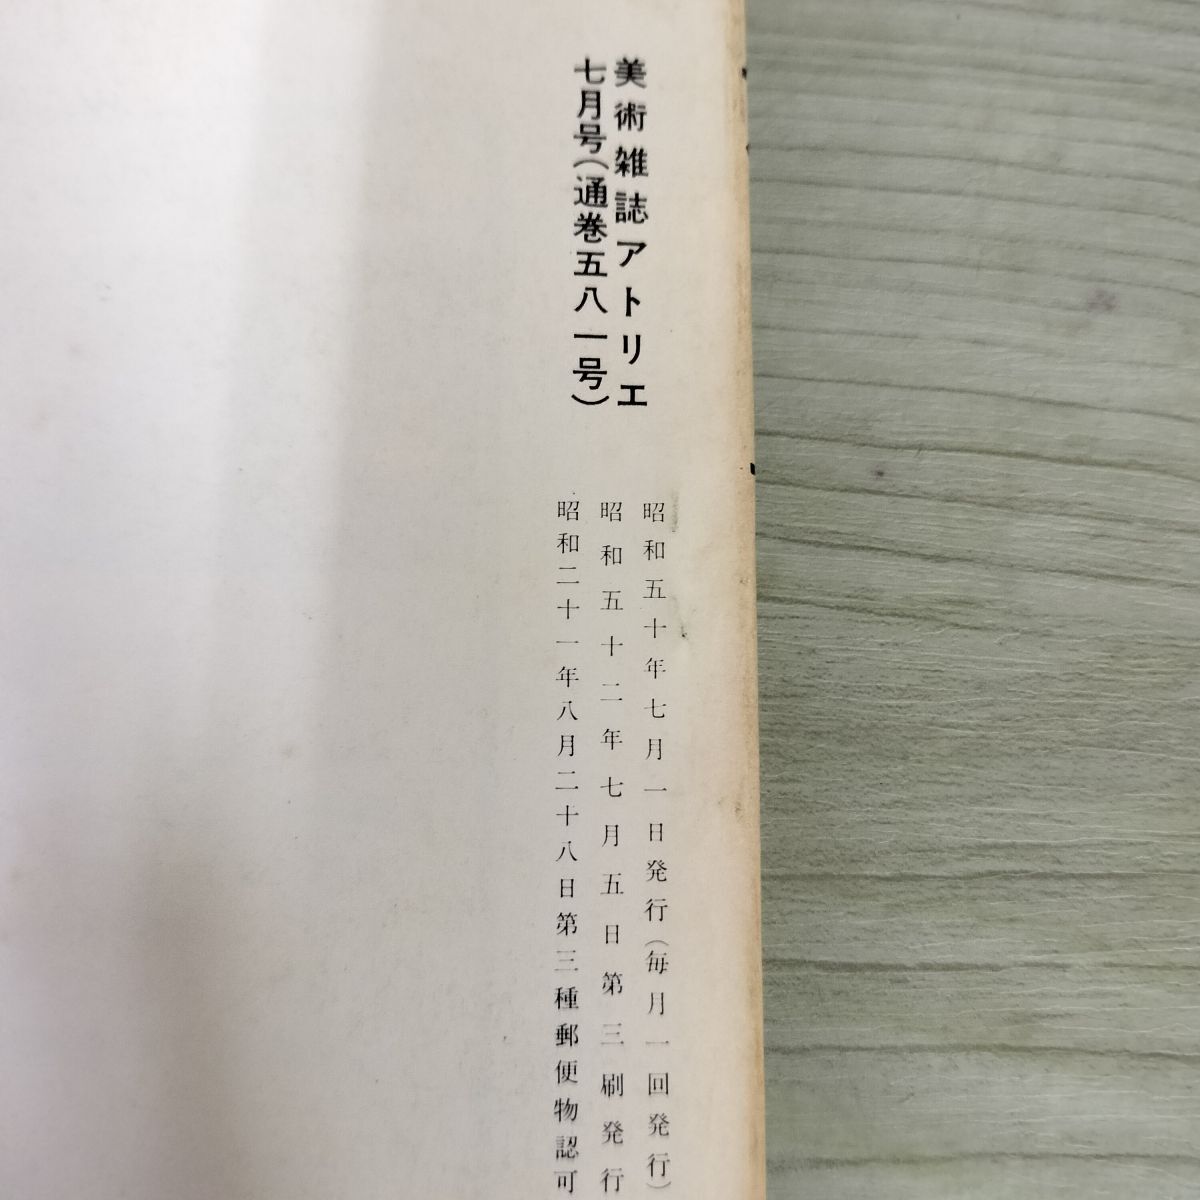 美術雑誌アトリエ
七月号(通巻五八一号)
昭和五十年七月一日発行(毎月一回発行)
昭和五十二年七月五日第三刷発行
昭和二十一年八月二十八日第三種郵便物認可